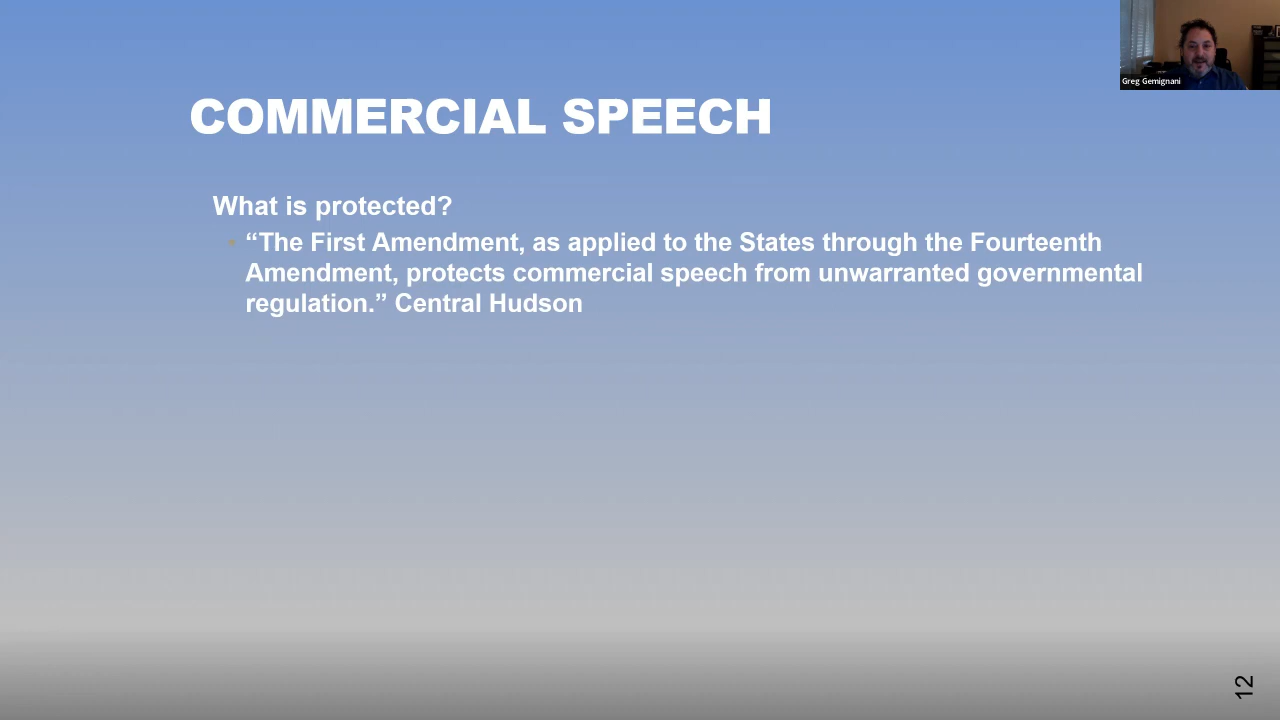 Greg Gemignani
COMMERCIAL SPEECH
What is protected?
“The First Amendment, as applied to the States through the Fourteenth
Amendment, protects commercial speech from unwarranted governmental
regulation.” Central Hudson
12